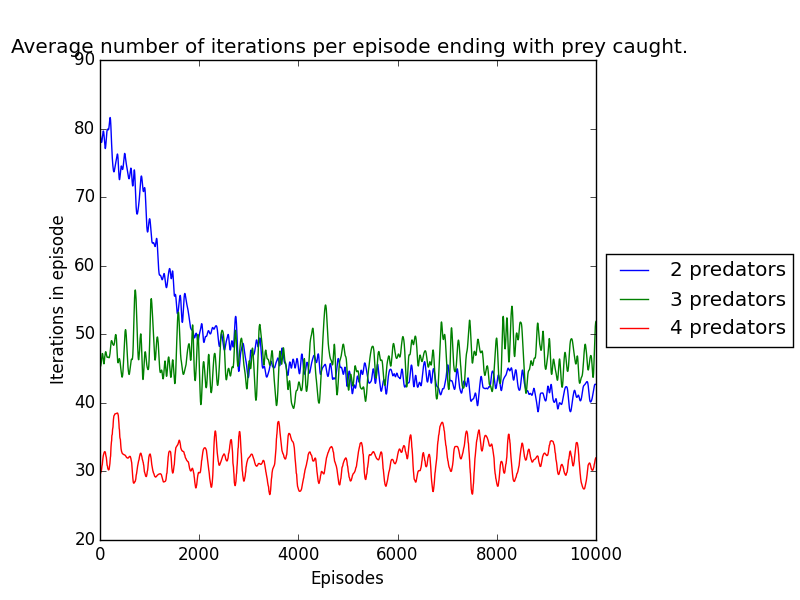 Average number of iterations per episode ending with prey caught.
90
80
70
60
50
40
30
20
Iterations in episode
0 2000 4000 6000 8000 10000
Episodes
2 predators
3 predators
4 predators